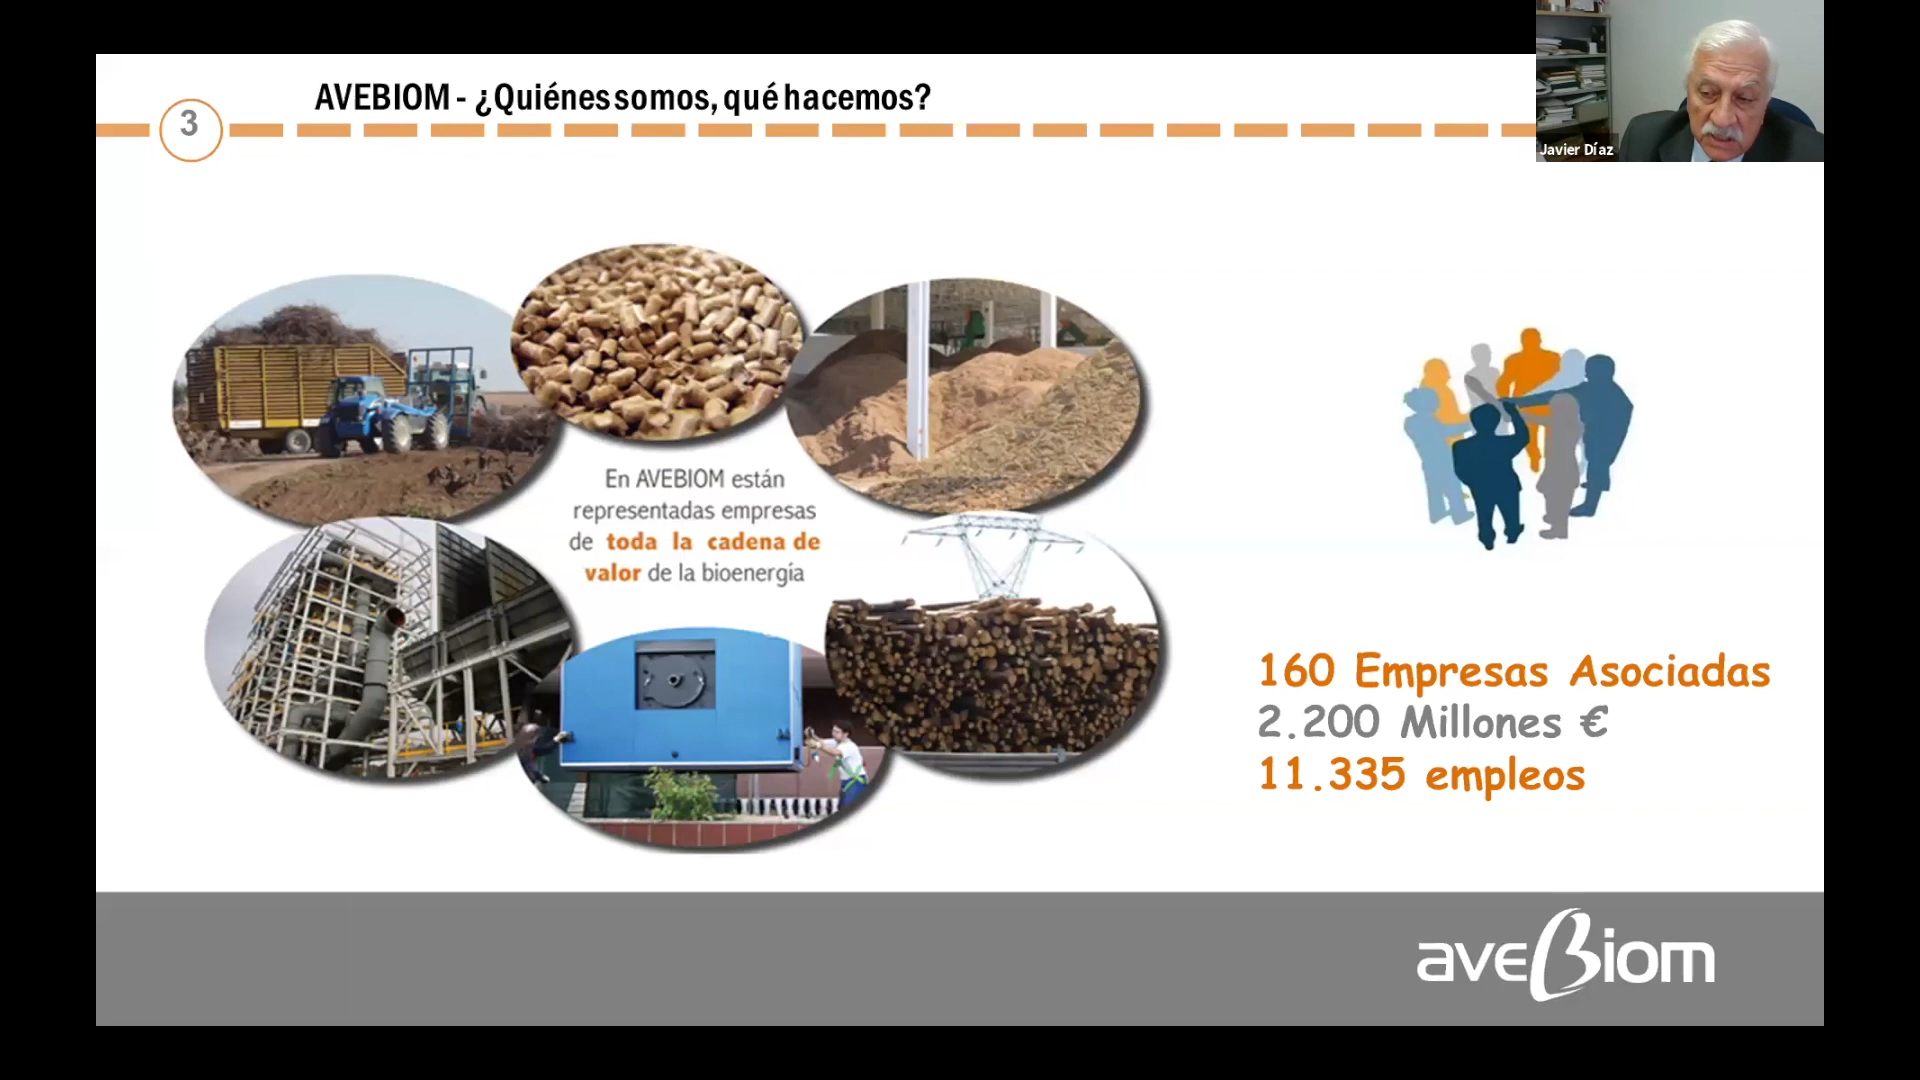 AVEBIOM - ¿Quiénes somos, qué hacemos?
3
Javier Díaz
En AVEBIOM están
representadas empresas
de toda la cadena de
valor de la bioenergía
160 Empresas Asociadas
2.200 Millones €
11.335 empleos
aveBiom